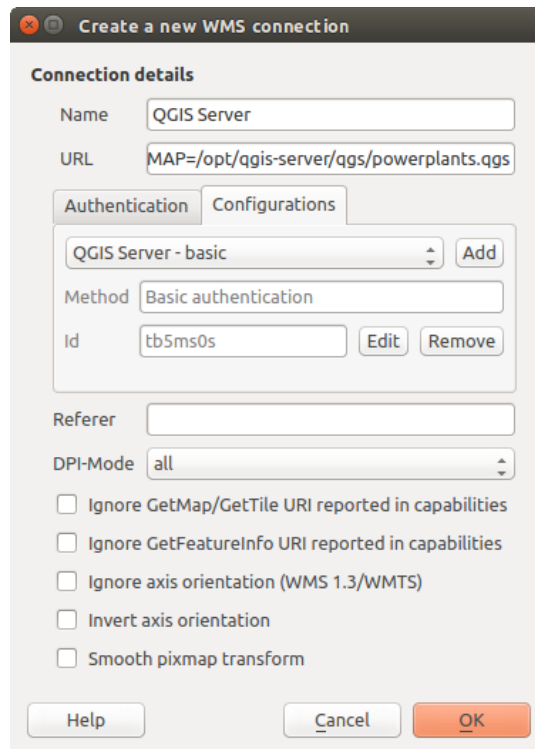 Create a new WMS connection
Connection details
Name QGIS Server
URL MAP=/opt/qgis-server/qgs/powerplants.qgs
Authentication Configurations
QGIS Server - basic Add
Method Basic authentication
Id tb5ms0s Edit Remove
Referer
DPI-Mode all
Ignore GetMap/GetTile URI reported in capabilities
Ignore GetFeatureInfo URI reported in capabilities
Ignore axis orientation (WMS 1.3/WMTS)
Invert axis orientation
Smooth pixmap transform
Help Cancel OK